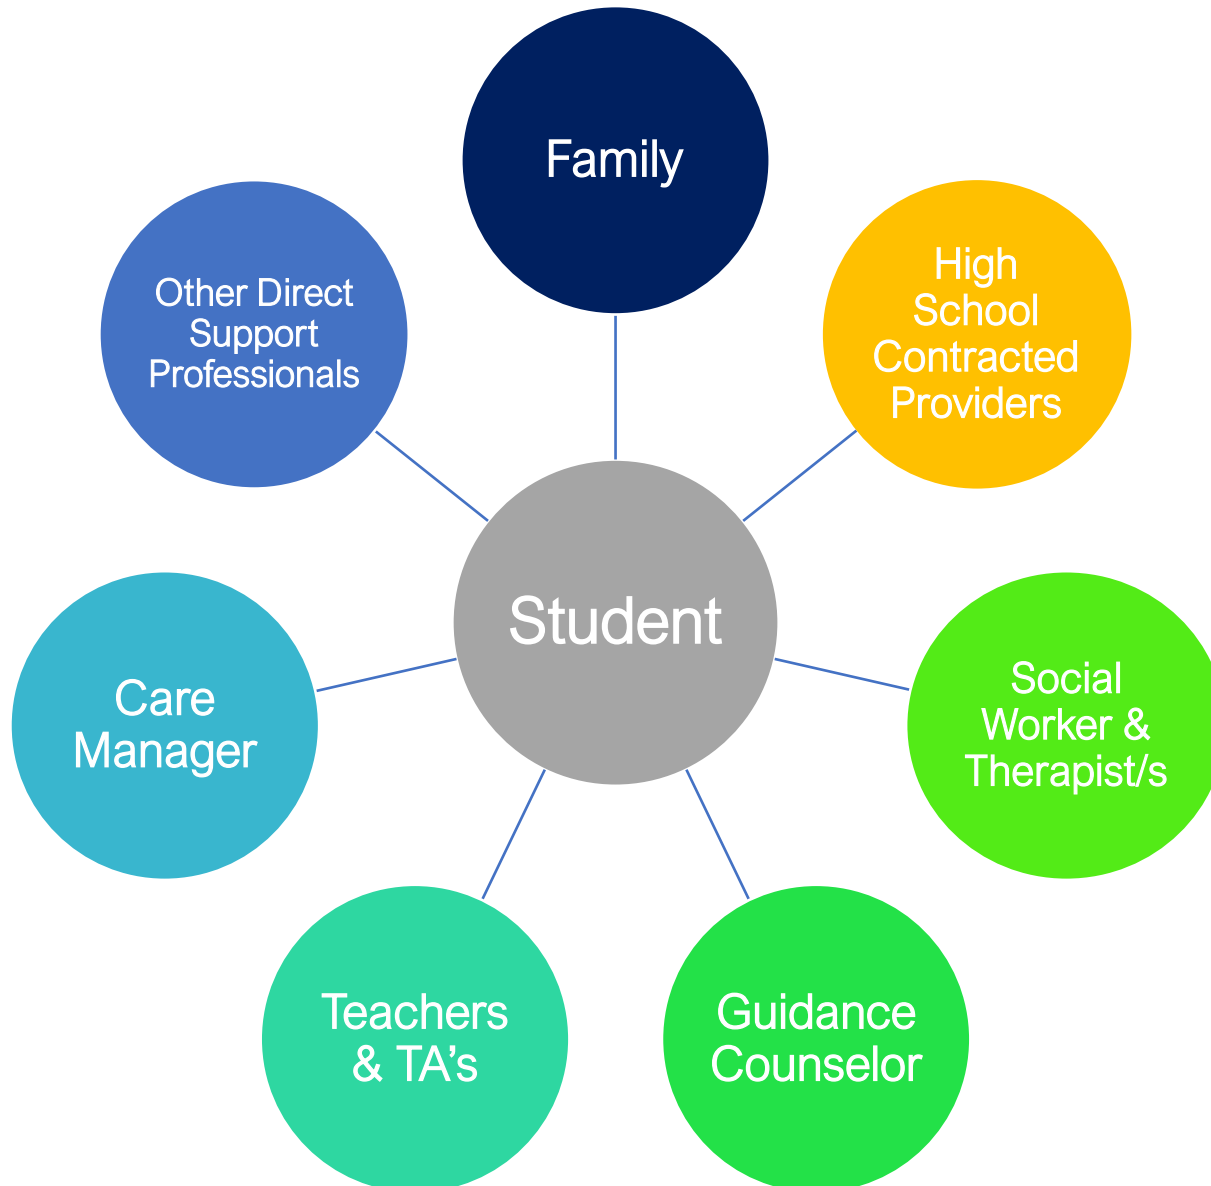 Family
High
School
Contracted
Providers
Other Direct
Support
Professionals
Student
Social
Worker &
Therapist/s
Care
Manager
Guidance
Counselor
Teachers
& TA’s